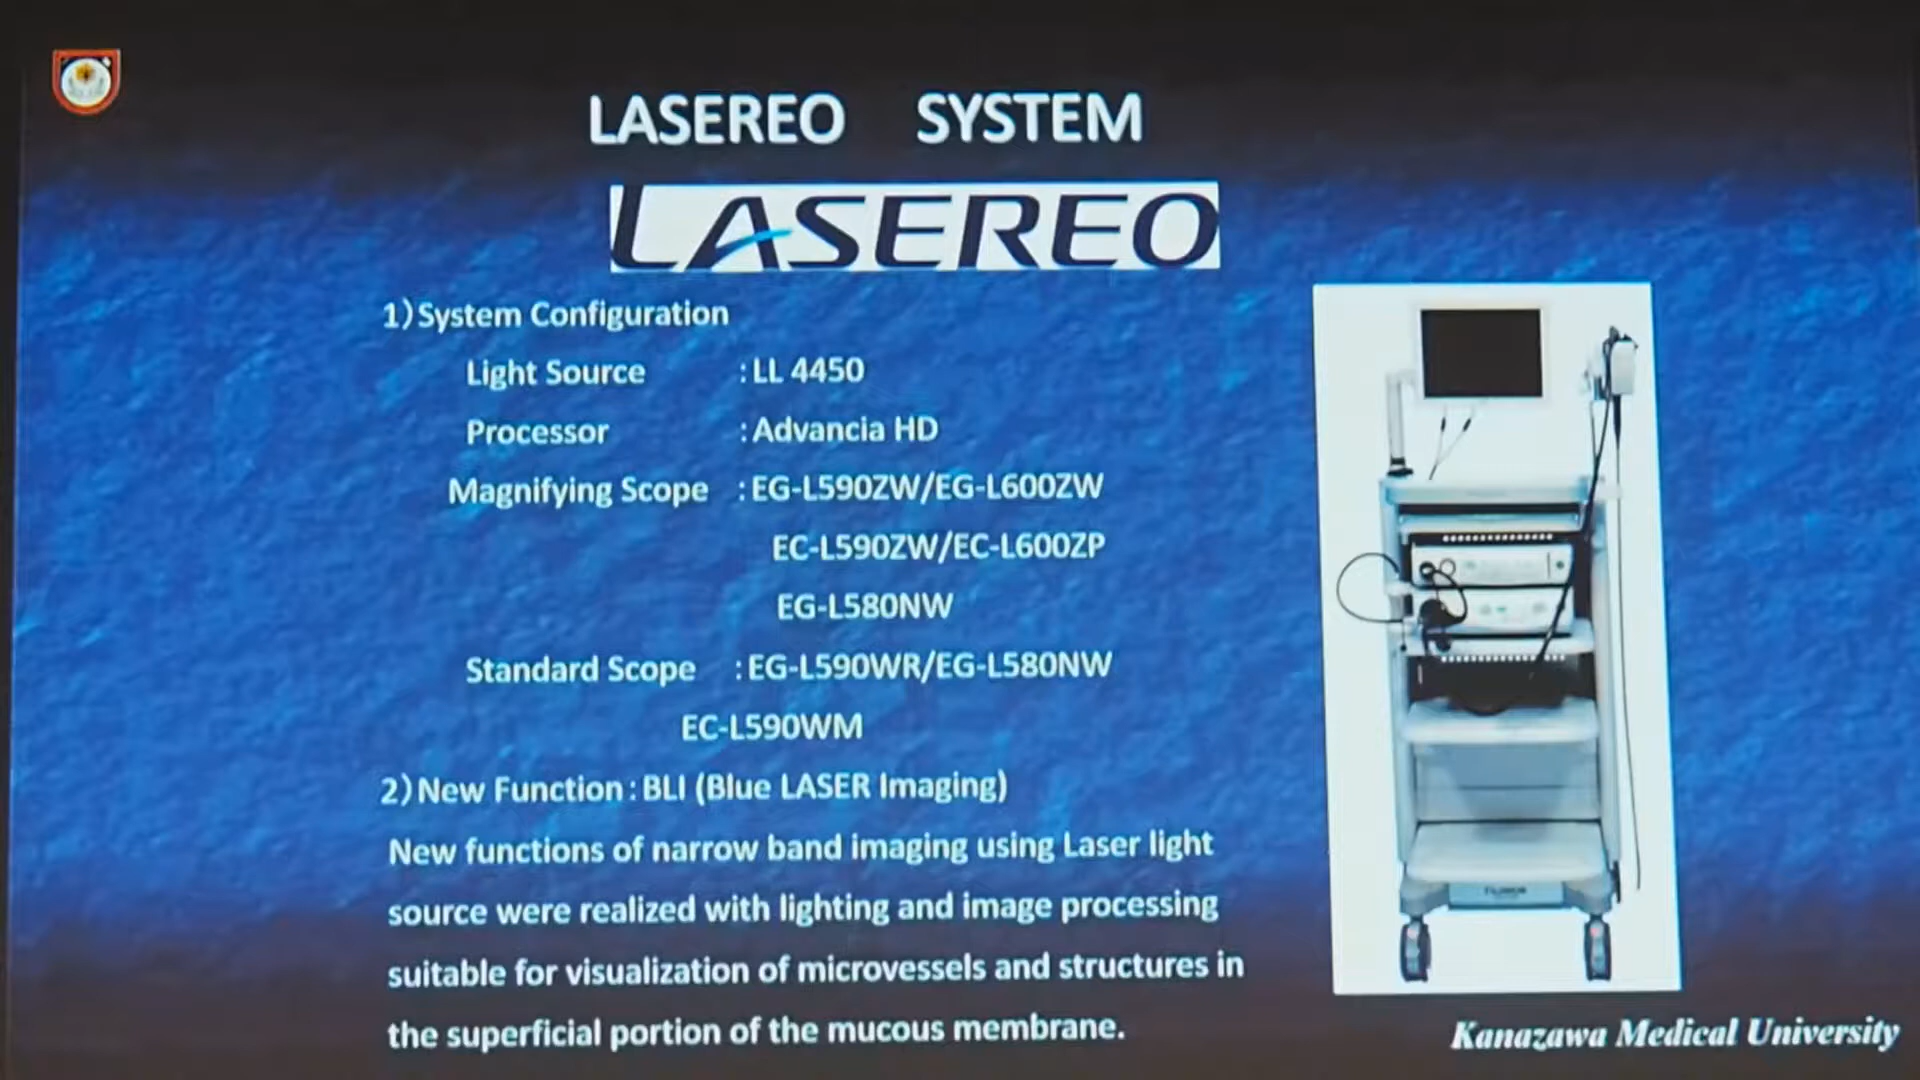 LASEREO SYSTEM
LASEREO
1)System Configuration
Light Source :LL 4450
Processor :Advancia HD
Magnifying Scope :EG-L590ZW/EG-L600ZW
EC-L590ZW/EC-L600ZP
EG-L580NW
Standard Scope :EG-L590WR/EG-L580NW
EC-L590WM
2)New Function:BLI (Blue LASER Imaging)
New functions of narrow band imaging using Laser light
source were realized with lighting and image processing
suitable for visualization of microvessels and structures in
the superficial portion of the mucous membrane.
Kanazawa Medical University